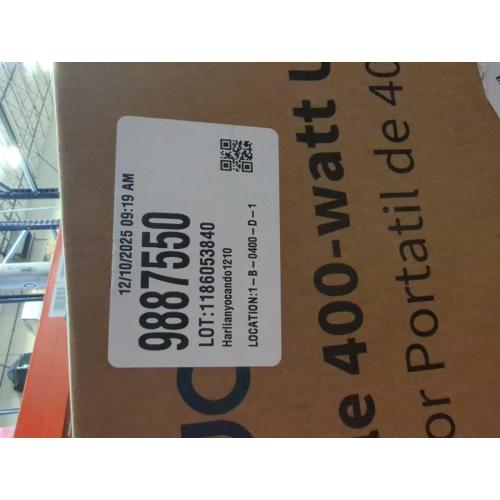 12/10/2025 09:19 AM
9887550
LOT:1186053840
Harlianyocando1210
LOCATION:1-B-0400-D-1
400-watt
or Portatil de 40